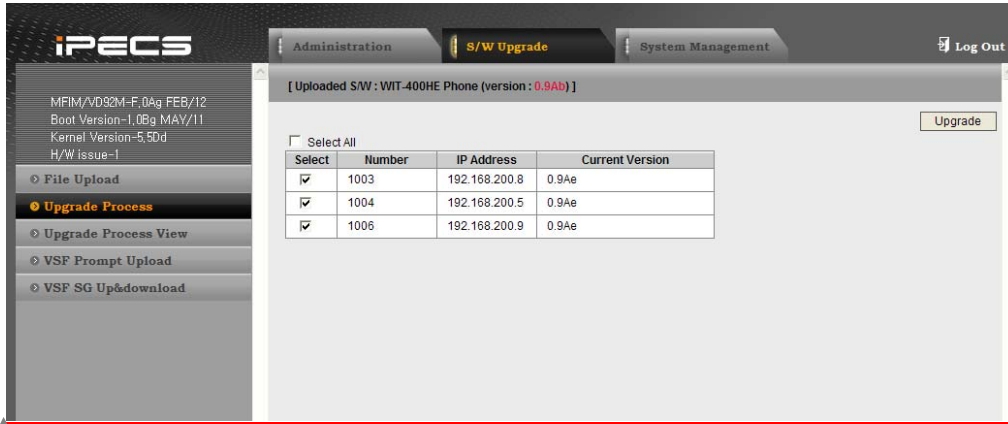 iPECS
Administration
S/W Upgrade
System Management
Log Out
MFIM/VD92M-F,0Ag FEB/12
Boot Version-1,0Bg MAY/11
Kernel Version-5,5Dd
H/W issue-1
File Upload
Upgrade Process
Upgrade Process View
VSF Prompt Upload
VSF SG Up&download
[ Uploaded S/W : WIT-400HE Phone (version : 0.9Ab) ]
Upgrade
Select All
Select Number IP Address Current Version
1003 192.168.200.8 0.9Ae
1004 192.168.200.5 0.9Ae
1006 192.168.200.9 0.9Ae